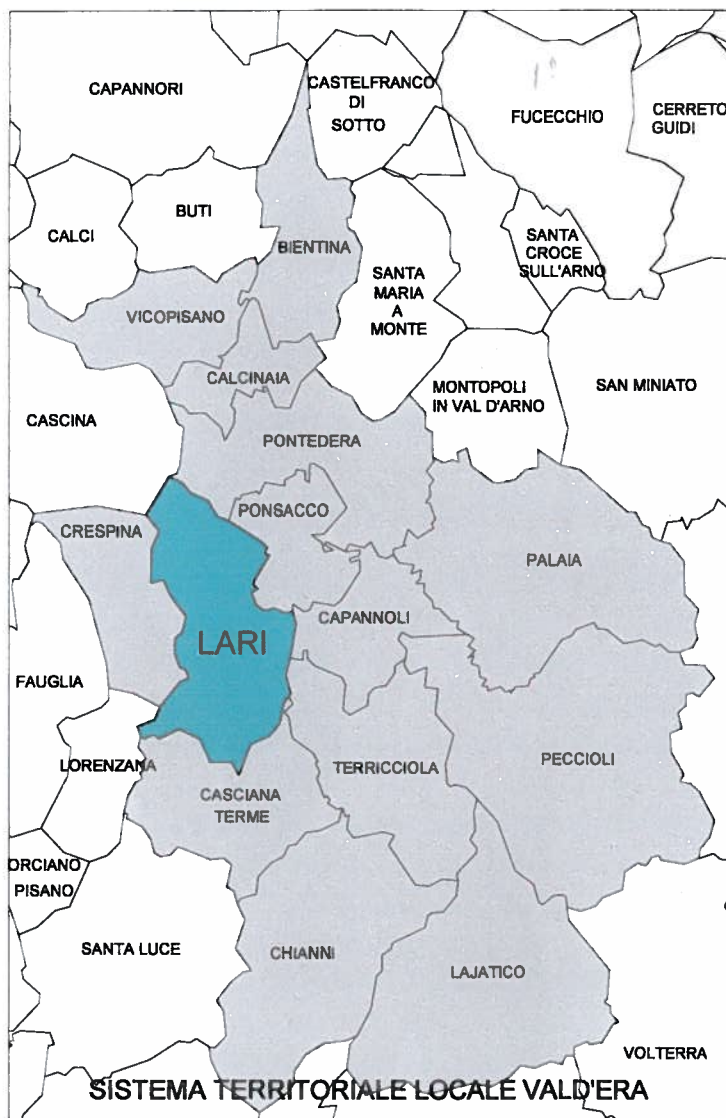 CAPANNORI
CASTELFRANCO
DI
SOTTO
FUCECCHIO
CERRETO
GUIDI
BUTI
CALCI
BIENTINA
SANTA
CROCE
SULL'ARNO
SANTA
MARIA
A
MONTE
VICOPISANO
CALCINAIA
MONTOPOLI
IN VAL D'ARNO
SAN MINIATO
CASCINA
PONTEDERA
PONSACCO
CRESPINA
PALAIA
CAPANNOLI
LARI
FAUGLIA
LORENZANA
TERRICCIOLA
PECCIOLI
CASCIANA
TERME
ORCIANO
PISANO
SANTA LUCE
CHIANNI
LAJATICO
VOLTERRA
SISTEMA TERRITORIALE LOCALE VALD'ERA